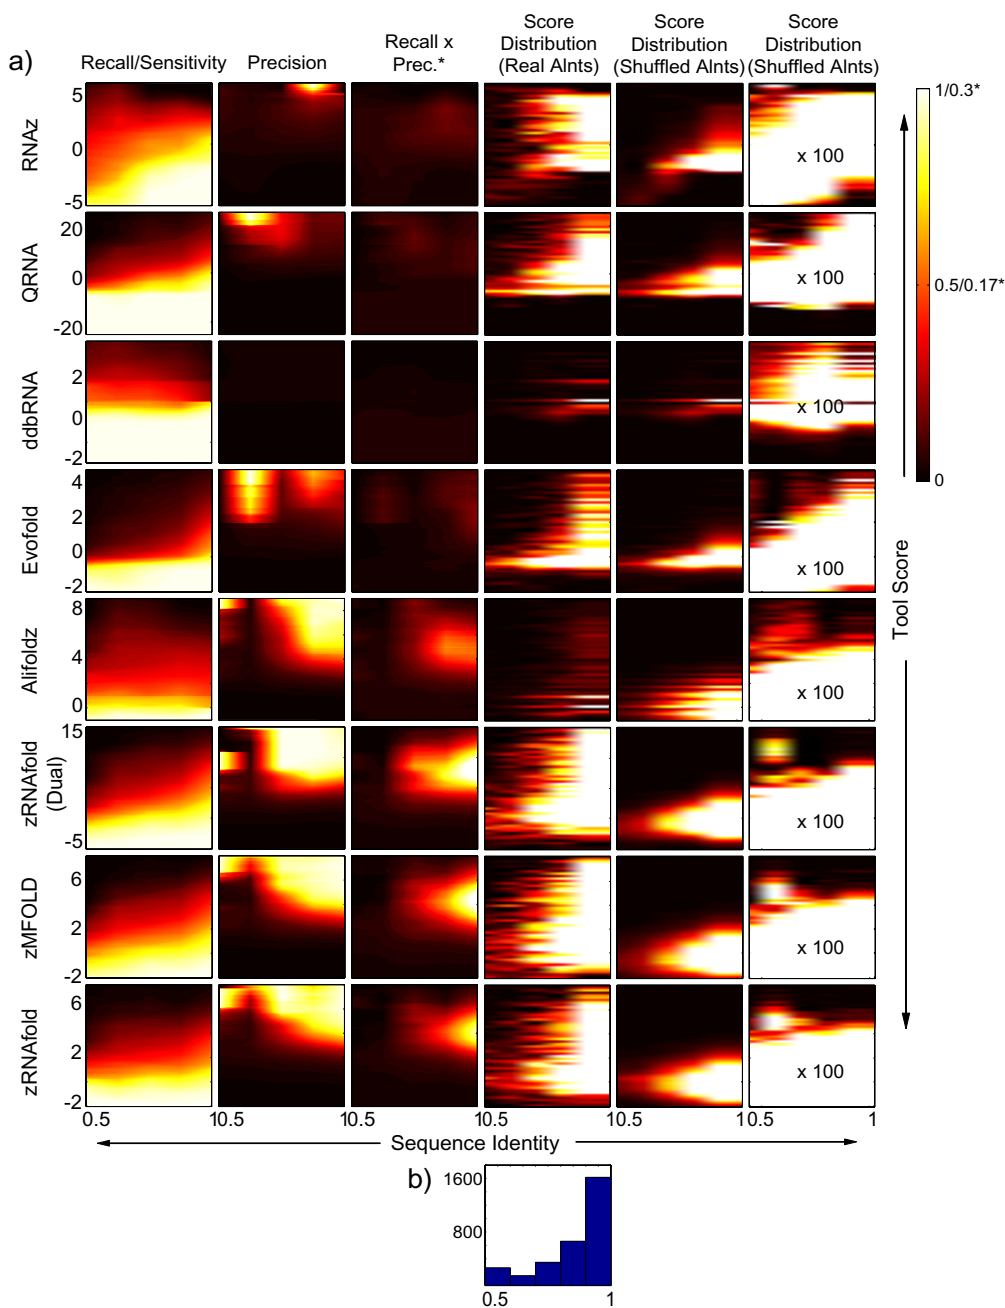 a)
Recall/Sensitivity
Precision
Recall x
Prec.*
Score
Distribution
(Real Alnts)
Score
Distribution
(Shuffled Alnts)
Score
Distribution
(Shuffled Alnts)
RNAz
5
0
-5
x 100
1/0.3*
0.5/0.17*
0
Tool Score
QRNA
20
0
-20
x 100
ddbRNA
2
0
-2
x 100
Evofold
4
2
0
-2
x 100
Alifoldz
8
4
0
x 100
zRNAfold
(Dual)
15
-5
x 100
zMFOLD
6
2
-2
x 100
zRNAfold
6
2
-2
x 100
0.5 10.5 10.5 10.5 10.5 10.5 1
Sequence Identity
b)
1600
800
0.5 1